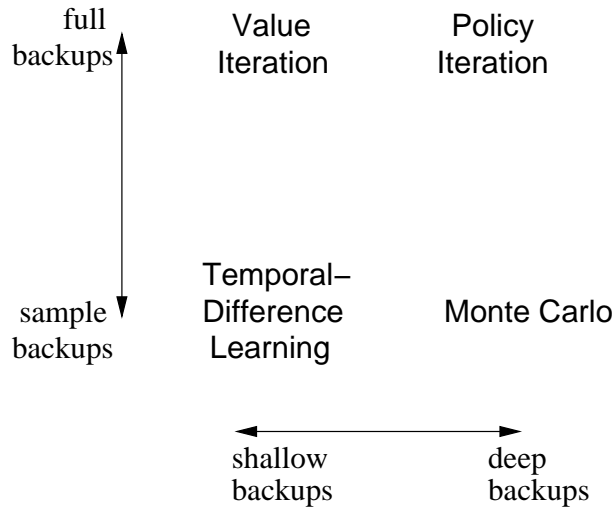 full
backups
Value
Iteration
Policy
Iteration
sample
backups
Temporal−
Difference
Learning
Monte Carlo
shallow
backups
deep
backups